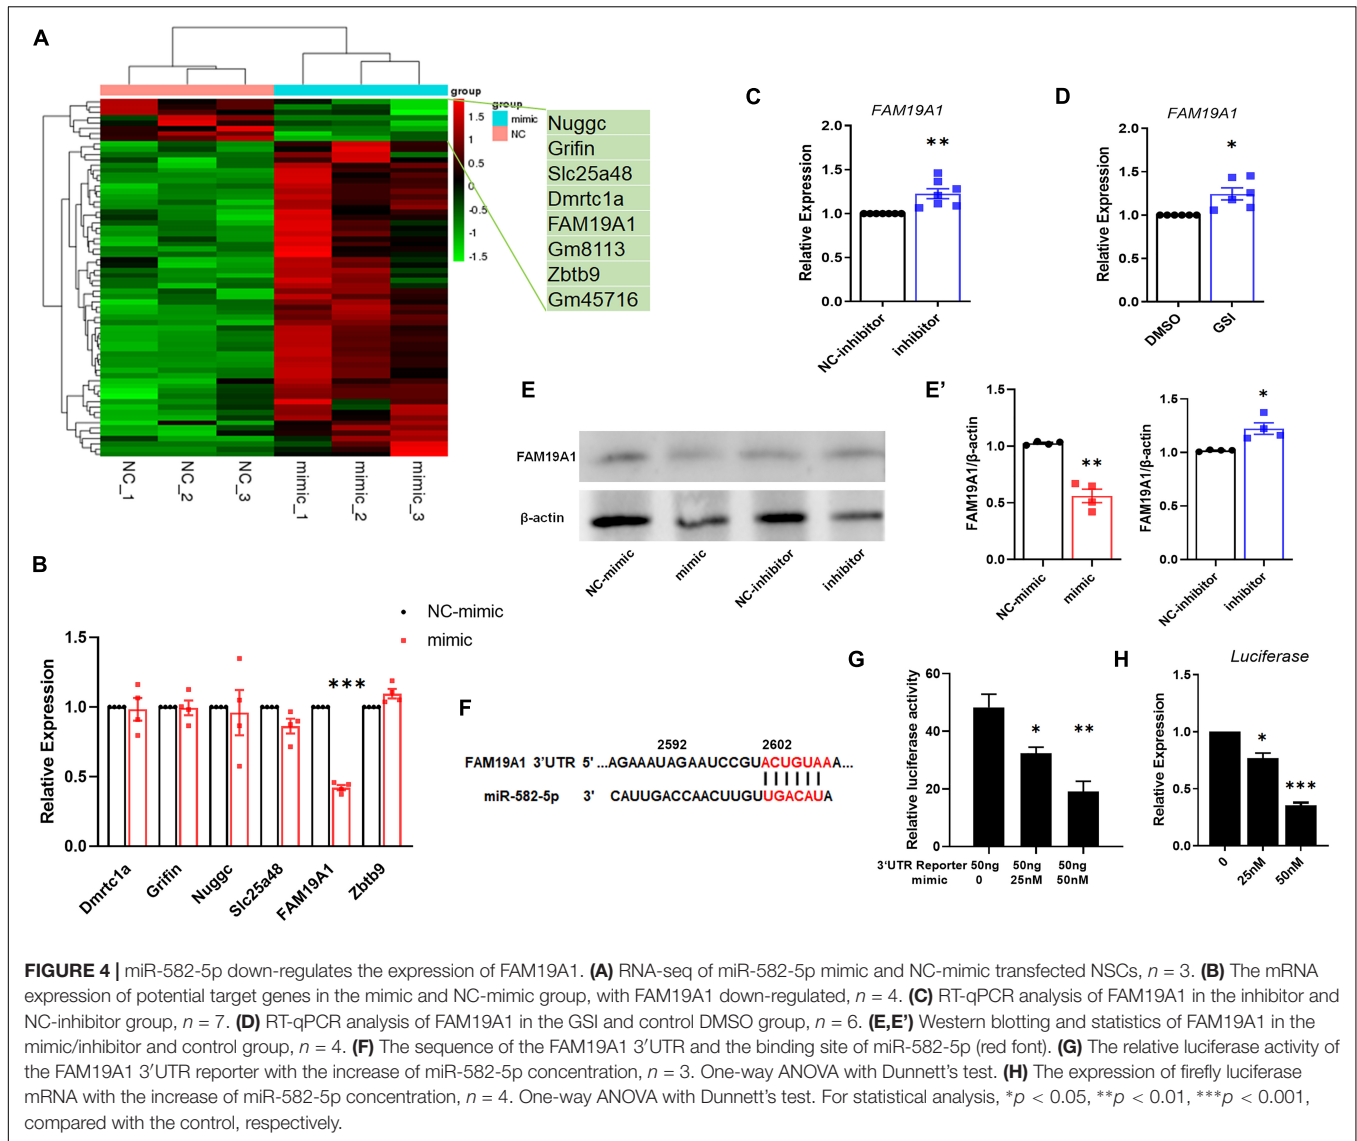 A
group
1.5
1
0.5
0
-0.5
-1
-1.5
group
mimic
NC
Nuggc
Grifin
Slc25a48
Dmrtc1a
FAM19A1
Gm8113
Zbtb9
Gm45716
NC_1
NC_2
NC_3
mimic_1
mimic_2
mimic_3
C
FAM19A1
Relative Expression
2.0
1.5
1.0
0.5
0.0
**
NC-inhibitor
inhibitor
D
FAM19A1
Relative Expression
2.0
1.5
1.0
0.5
0.0
*
DMSO
GSI
E
FAM19A1
β-actin
NC-mimic
mimic
NC-inhibitor
inhibitor
E’
FAM19A1/β-actin
1.5
1.0
0.5
0.0
**
NC-mimic
mimic
FAM19A1/β-actin
1.5
1.0
0.5
0.0
*
NC-inhibitor
inhibitor
B
NC-mimic
mimic
Relative Expression
1.5
1.0
0.5
0.0
***
Dmrtc1a
Grifin
Nuggc
Slc25a48
FAM19A1
Zbtb9
F
2592 2602
FAM19A1 3’UTR 5' ...AGAAAUAGAAUCCGUACUGUAAA...
miR-582-5p 3' CAUUGACCAACUUGUUGACAUA
G
Relative luciferase activity
60
40
20
0
*
**
3‘UTR Reporter 50ng 50ng 50ng
mimic 0 25nM 50nM
H
Luciferase
Relative Expression
1.5
1.0
0.5
0.0
*
***
0
25nM
50nM
FIGURE 4 | miR-582-5p down-regulates the expression of FAM19A1. (A) RNA-seq of miR-582-5p mimic and NC-mimic transfected NSCs, n = 3. (B) The mRNA
expression of potential target genes in the mimic and NC-mimic group, with FAM19A1 down-regulated, n = 4. (C) RT-qPCR analysis of FAM19A1 in the inhibitor and
NC-inhibitor group, n = 7. (D) RT-qPCR analysis of FAM19A1 in the GSI and control DMSO group, n = 6. (E,E′) Western blotting and statistics of FAM19A1 in the
mimic/inhibitor and control group, n = 4. (F) The sequence of the FAM19A1 3′UTR and the binding site of miR-582-5p (red font). (G) The relative luciferase activity of
the FAM19A1 3′UTR reporter with the increase of miR-582-5p concentration, n = 3. One-way ANOVA with Dunnett’s test. (H) The expression of firefly luciferase
mRNA with the increase of miR-582-5p concentration, n = 4. One-way ANOVA with Dunnett’s test. For statistical analysis, *p < 0.05, **p < 0.01, ***p < 0.001,
compared with the control, respectively.